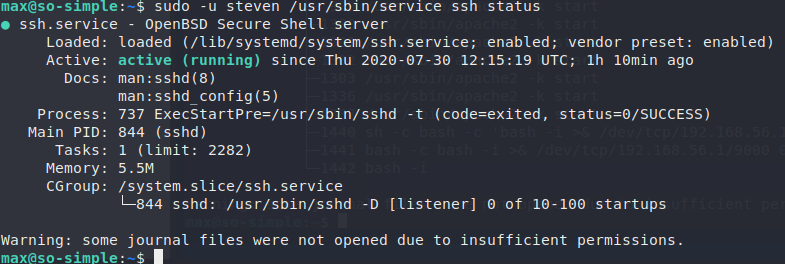 max@so-simple:~$ sudo -u steven /usr/sbin/service ssh status
● ssh.service - OpenBSD Secure Shell server
Loaded: loaded (/lib/systemd/system/ssh.service; enabled; vendor preset: enabled)
Active: active (running) since Thu 2020-07-30 12:15:19 UTC; 1h 10min ago
Docs: man:sshd(8)
man:sshd_config(5)
Process: 737 ExecStartPre=/usr/sbin/sshd -t (code=exited, status=0/SUCCESS)
Main PID: 844 (sshd)
Tasks: 1 (limit: 2282)
Memory: 5.5M
CGroup: /system.slice/ssh.service
└─844 sshd: /usr/sbin/sshd -D [listener] 0 of 10-100 startups
Warning: some journal files were not opened due to insufficient permissions.
max@so-simple:~$